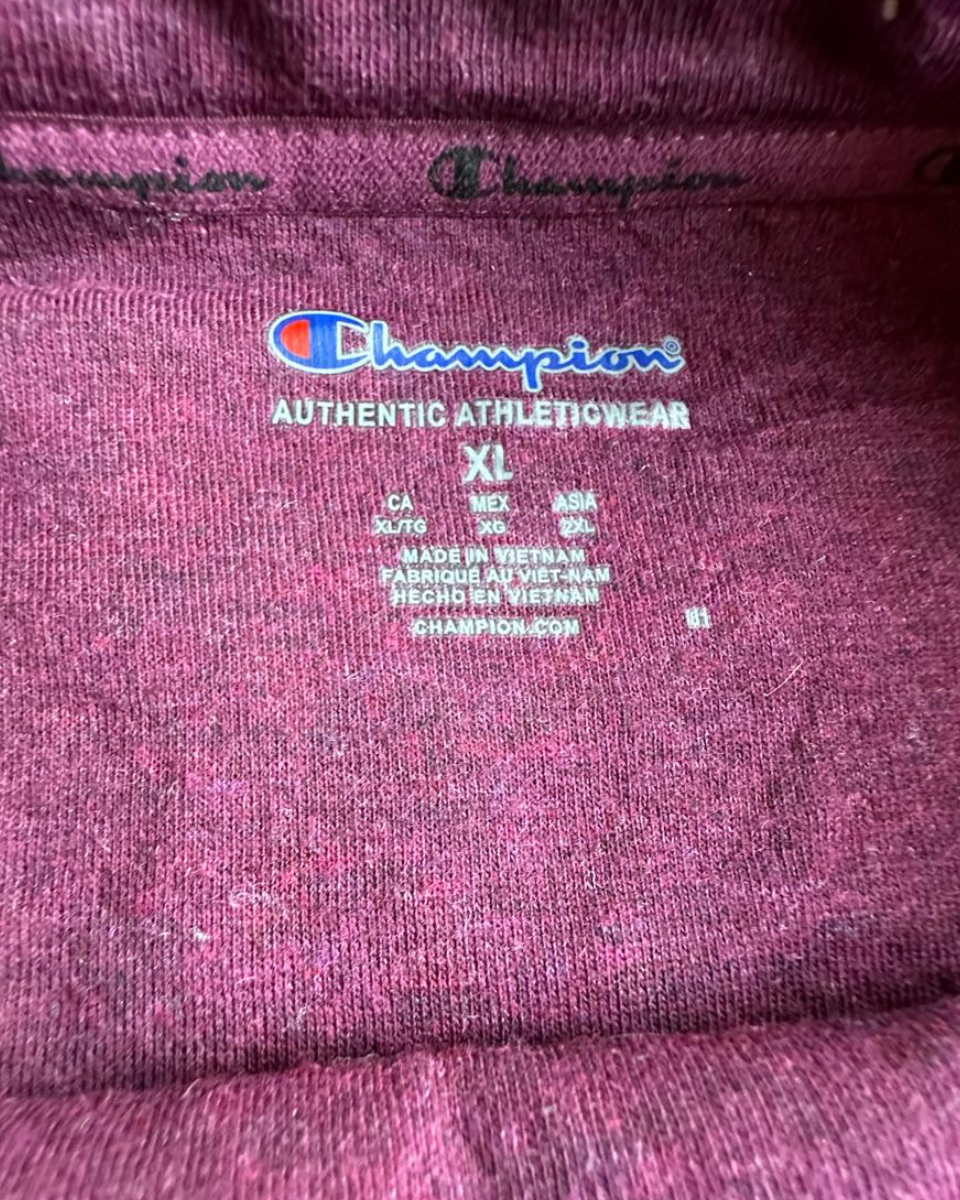 Champion Champion
Champion®
AUTHENTIC ATHLETICWEAR
XL
CA MEX ASIA
XL/TG XG 2XL
MADE IN VIETNAM
FABRIQUÉ AU VIET-NAM
HECHO EN VIETNAM
CHAMPION.COM